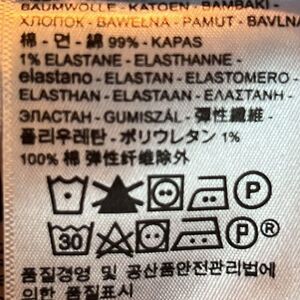 BAUMWOLLE - KATOEN - BAMBAKI -
ХЛОПОК - BAWEŁNA - PAMUT - BAVLNA
棉 - 면 - 綿 99% - KAPAS
1% ELASTANE - ELASTHANNE -
elastano - ELASTAN - ELASTOMERO -
ELASTHAN - ELASTAAN - ΕΛΑΣΤΑΝΗ -
ЭЛАСТАН - GUMISZÁL - 彈性纖維 -
폴리우레탄 - ポリウレタン 1%
100% 棉 弹性纤维除外
P
30 P®
품질경영 및 공산품안전관리법에
의한 품질표시